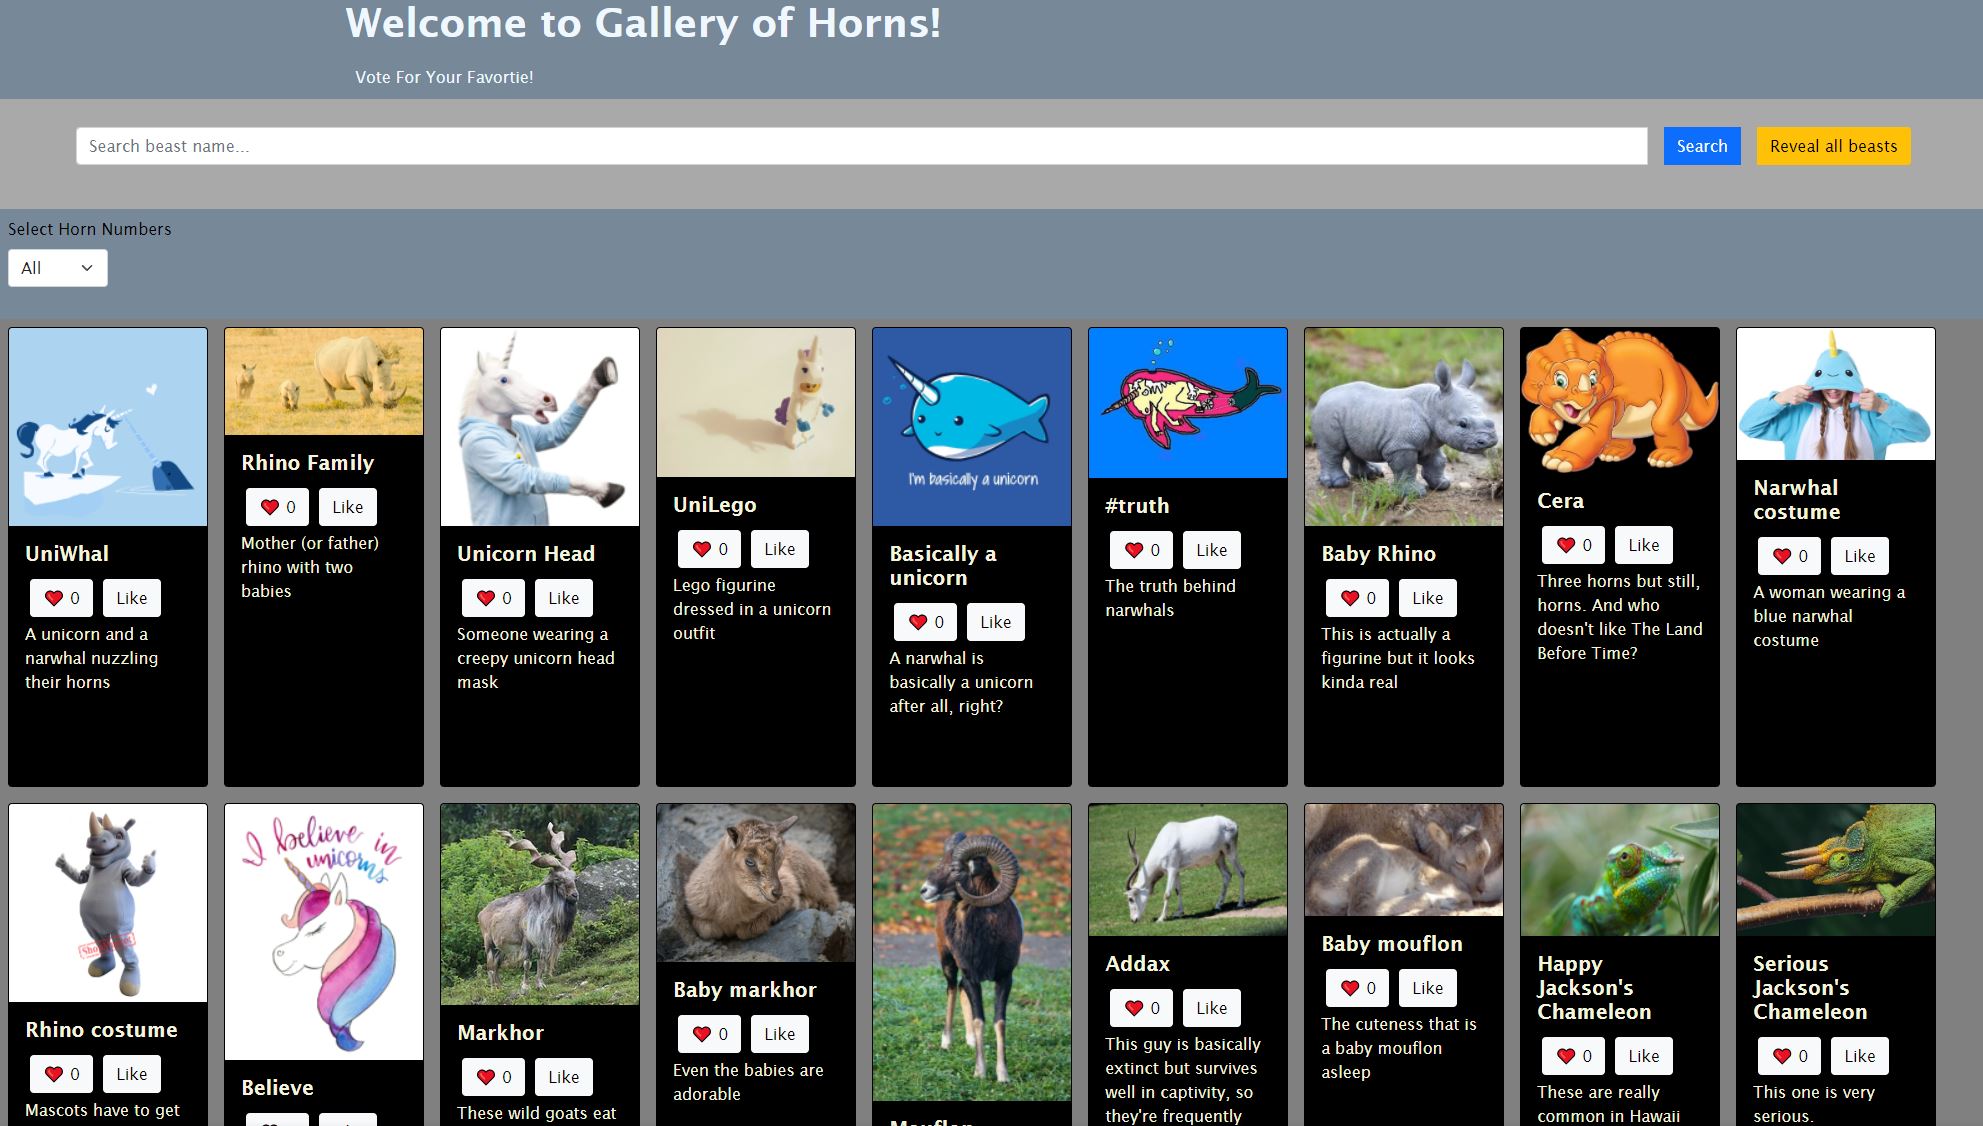 Welcome to Gallery of Horns!
Vote For Your Favortie!
Search beast name...
Search
Reveal all beasts
Select Horn Numbers
All
UniWhal
0
Like
A unicorn and a
narwhal nuzzling
their horns
Rhino Family
0
Like
Mother (or father)
rhino with two
babies
Unicorn Head
0
Like
Someone wearing a
creepy unicorn head
mask
UniLego
0
Like
Lego figurine
dressed in a unicorn
outfit
I'm basically a unicorn
Basically a
unicorn
0
Like
A narwhal is
basically a unicorn
after all, right?
#truth
0
Like
The truth behind
narwhals
Baby Rhino
0
Like
This is actually a
figurine but it looks
kinda real
Cera
0
Like
Three horns but still,
horns. And who
doesn't like The Land
Before Time?
Narwhal
costume
0
Like
A woman wearing a
blue narwhal
costume
Rhino costume
0
Like
Mascots have to get
I believe in
unicorns
Believe
Markhor
0
Like
These wild goats eat
Baby markhor
0
Like
Even the babies are
adorable
Mouflon
Addax
0
Like
This guy is basically
extinct but survives
well in captivity, so
they're frequently
Baby mouflon
0
Like
The cuteness that is
a baby mouflon
asleep
Happy
Jackson's
Chameleon
0
Like
These are really
common in Hawaii
Serious
Jackson's
Chameleon
0
Like
This one is very
serious.